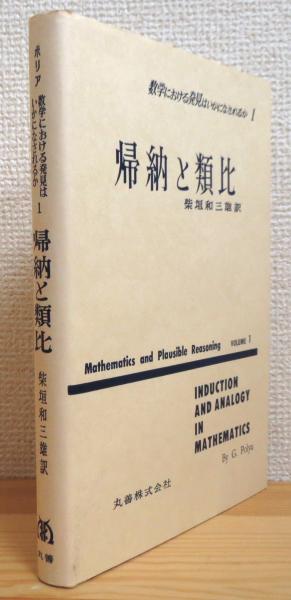 ポリア 数学における発見は
いかになされるか 1
帰納と類比
柴垣和三雄訳
丸善
数学における発見はいかになされるか 1
帰納と類比
柴垣和三雄訳
Mathematics and Plausible Reasoning VOLUME 1
INDUCTION
AND ANALOGY
IN
MATHEMATICS
By G. Polya
丸善株式会社